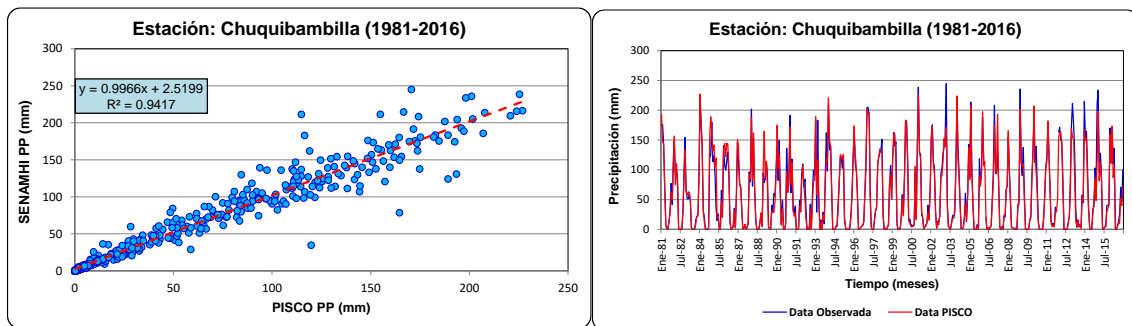 Estación: Chuquibambilla (1981-2016)
300
250
200
150
100
50
0
SENAMHI PP (mm)
y = 0.9966x + 2.5199
R² = 0.9417
0
50
100
150
200
250
PISCO PP (mm)
Estación: Chuquibambilla (1981-2016)
300
250
200
150
100
50
0
Precipitación (mm)
Ene-81
Jul-82
Ene-84
Jul-85
Ene-87
Jul-88
Ene-90
Jul-91
Ene-93
Jul-94
Ene-96
Jul-97
Ene-99
Jul-00
Ene-02
Jul-03
Ene-05
Jul-06
Ene-08
Jul-09
Ene-11
Jul-12
Ene-14
Jul-15
Tiempo (meses)
Data Observada
Data PISCO